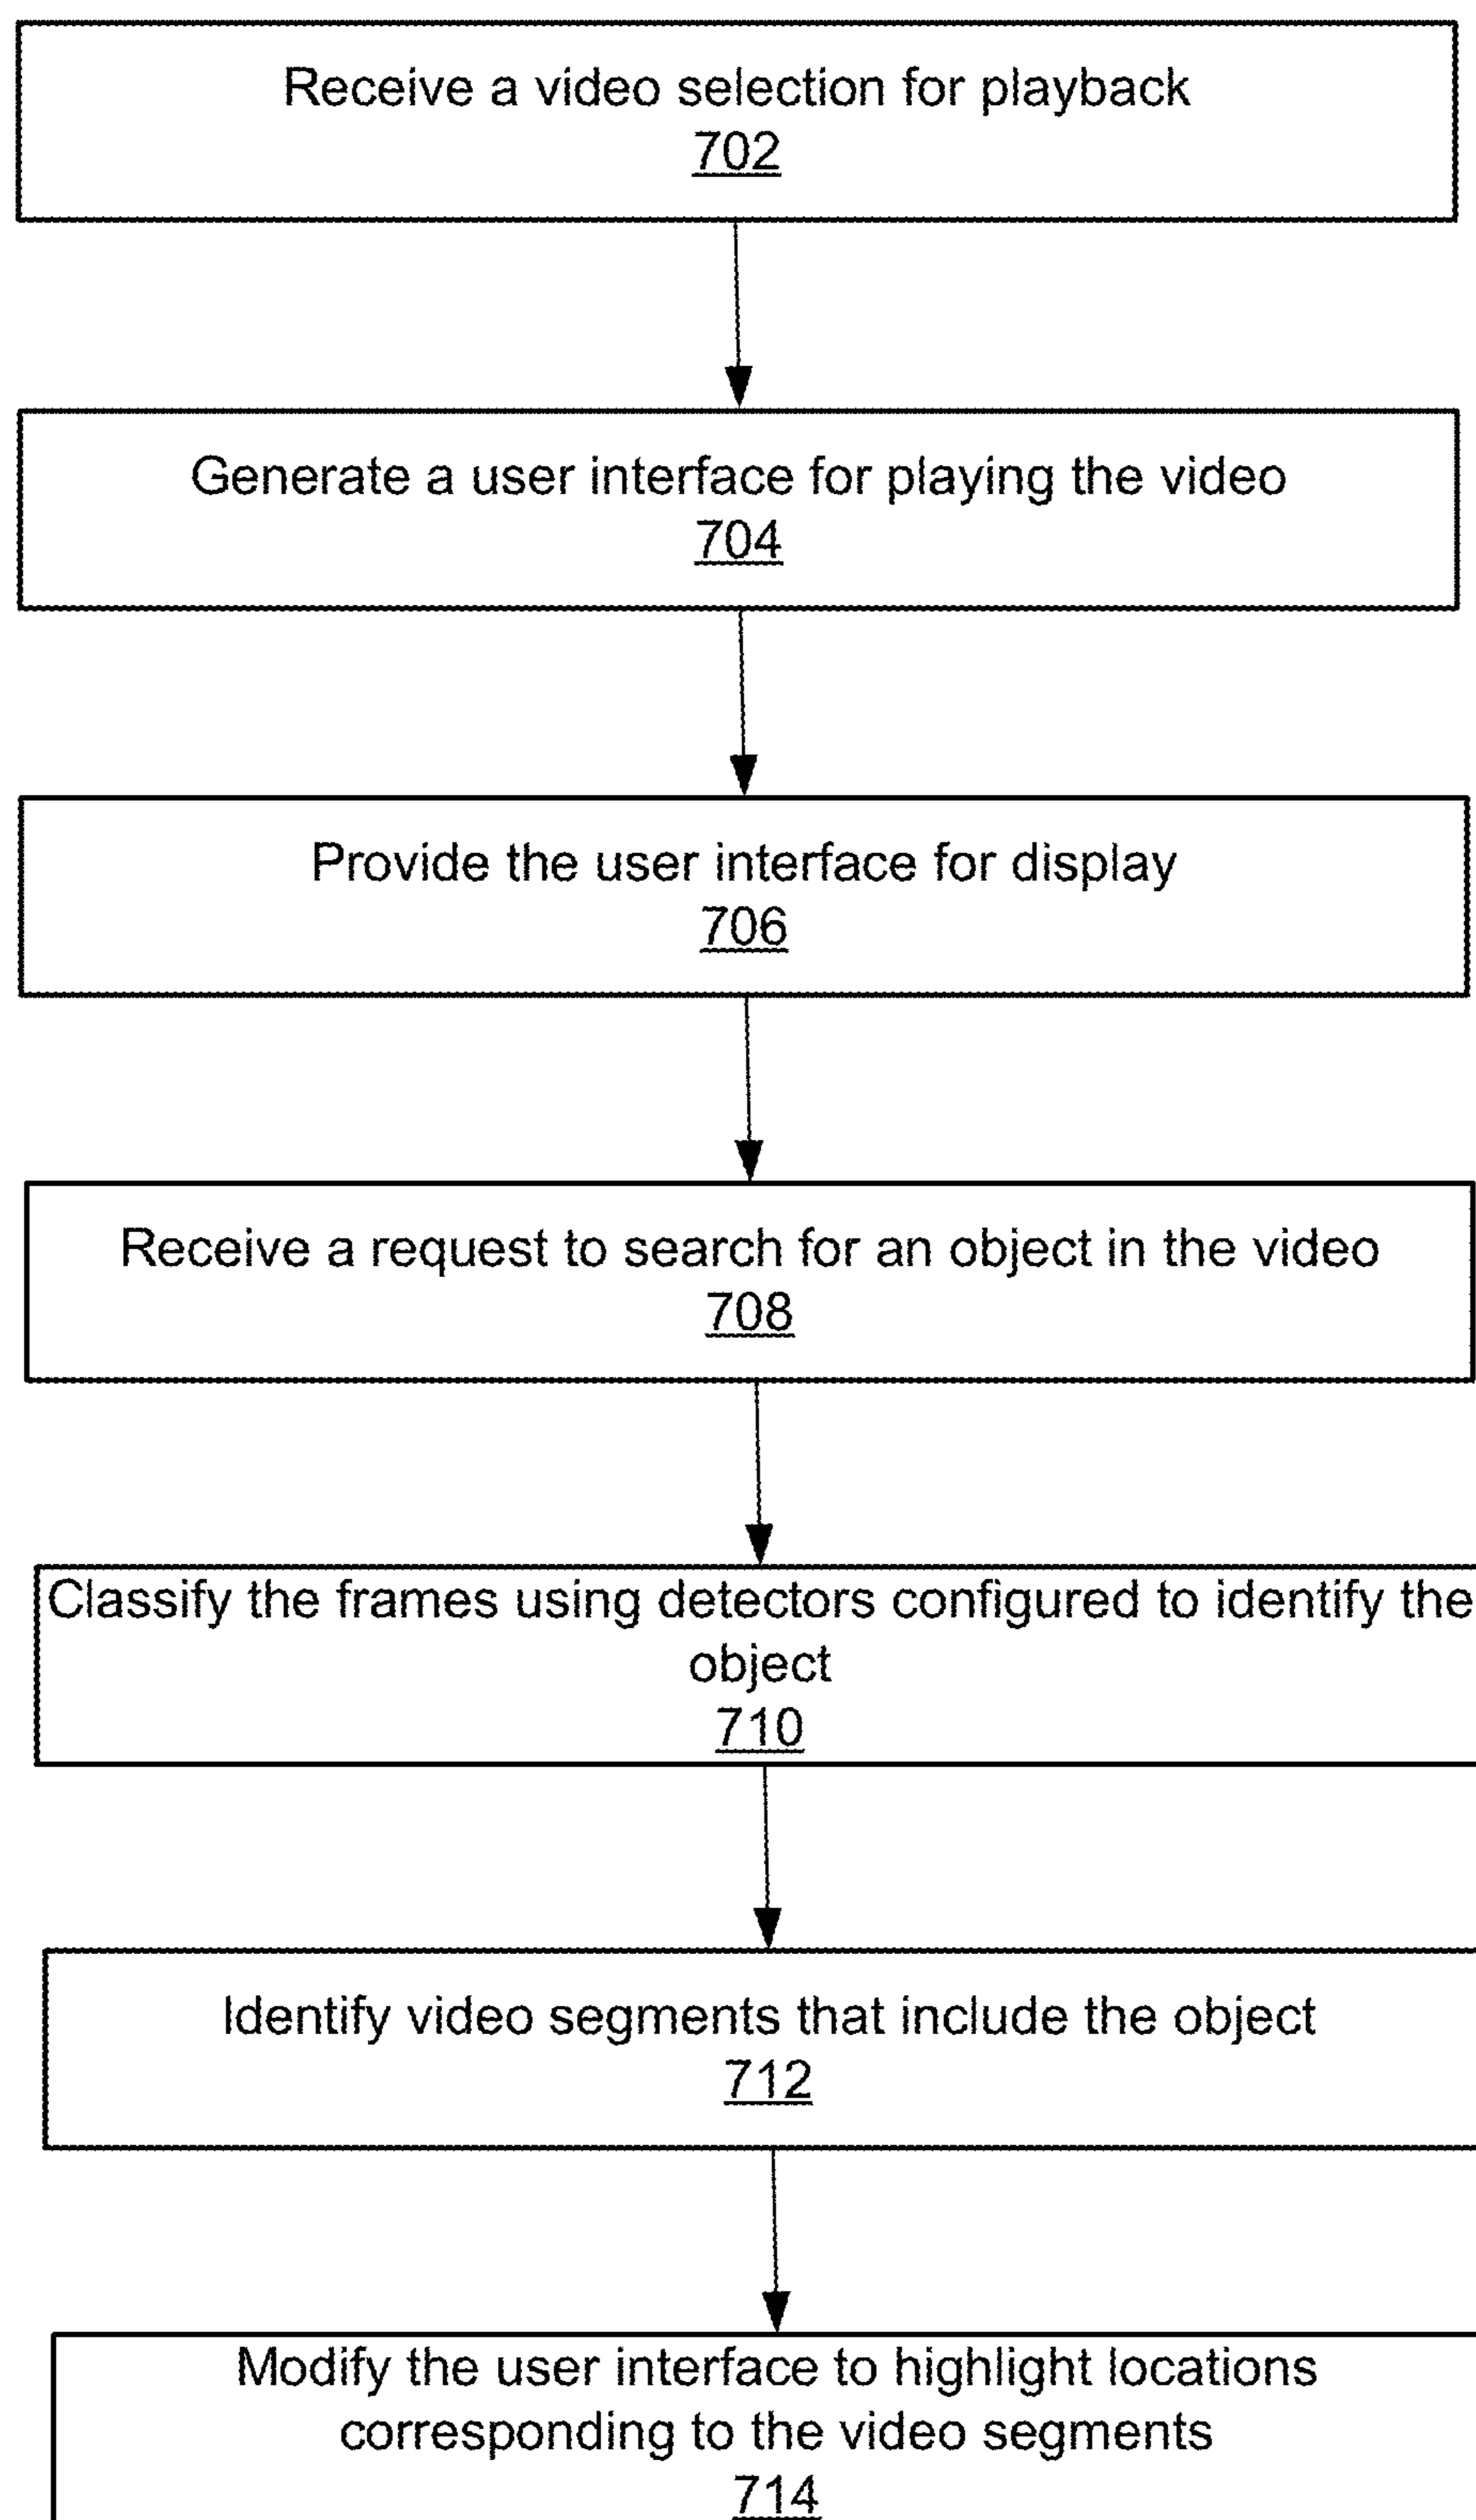 Receive a video selection for playback
702
Generate a user interface for playing the video
704
Provide the user interface for display
706
Receive a request to search for an object in the video
708
Classify the frames using detectors configured to identify the
object
710
Identify video segments that include the object
712
Modify the user interface to highlight locations
corresponding to the video segments
714